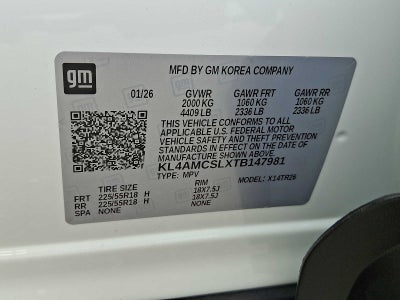 gm
MFD BY GM KOREA COMPANY
01/26 GVWR GAWR FRT GAWR RR
2000 KG 1060 KG 1060 KG
4409 LB 2336 LB 2336 LB
THIS VEHICLE CONFORMS TO ALL
APPLICABLE U.S. FEDERAL MOTOR
VEHICLE SAFETY AND THEFT PREVENTION
STANDARDS IN EFFECT ON THE DATE OF
MANUFACTURE SHOWN ABOVE.
KL4AMCSLXTB147981
TYPE: MPV MODEL: X14TR26
TIRE SIZE RIM
FRT 225/55R18 H 18X7.5J
RR 225/55R18 H 18X7.5J
SPA NONE NONE